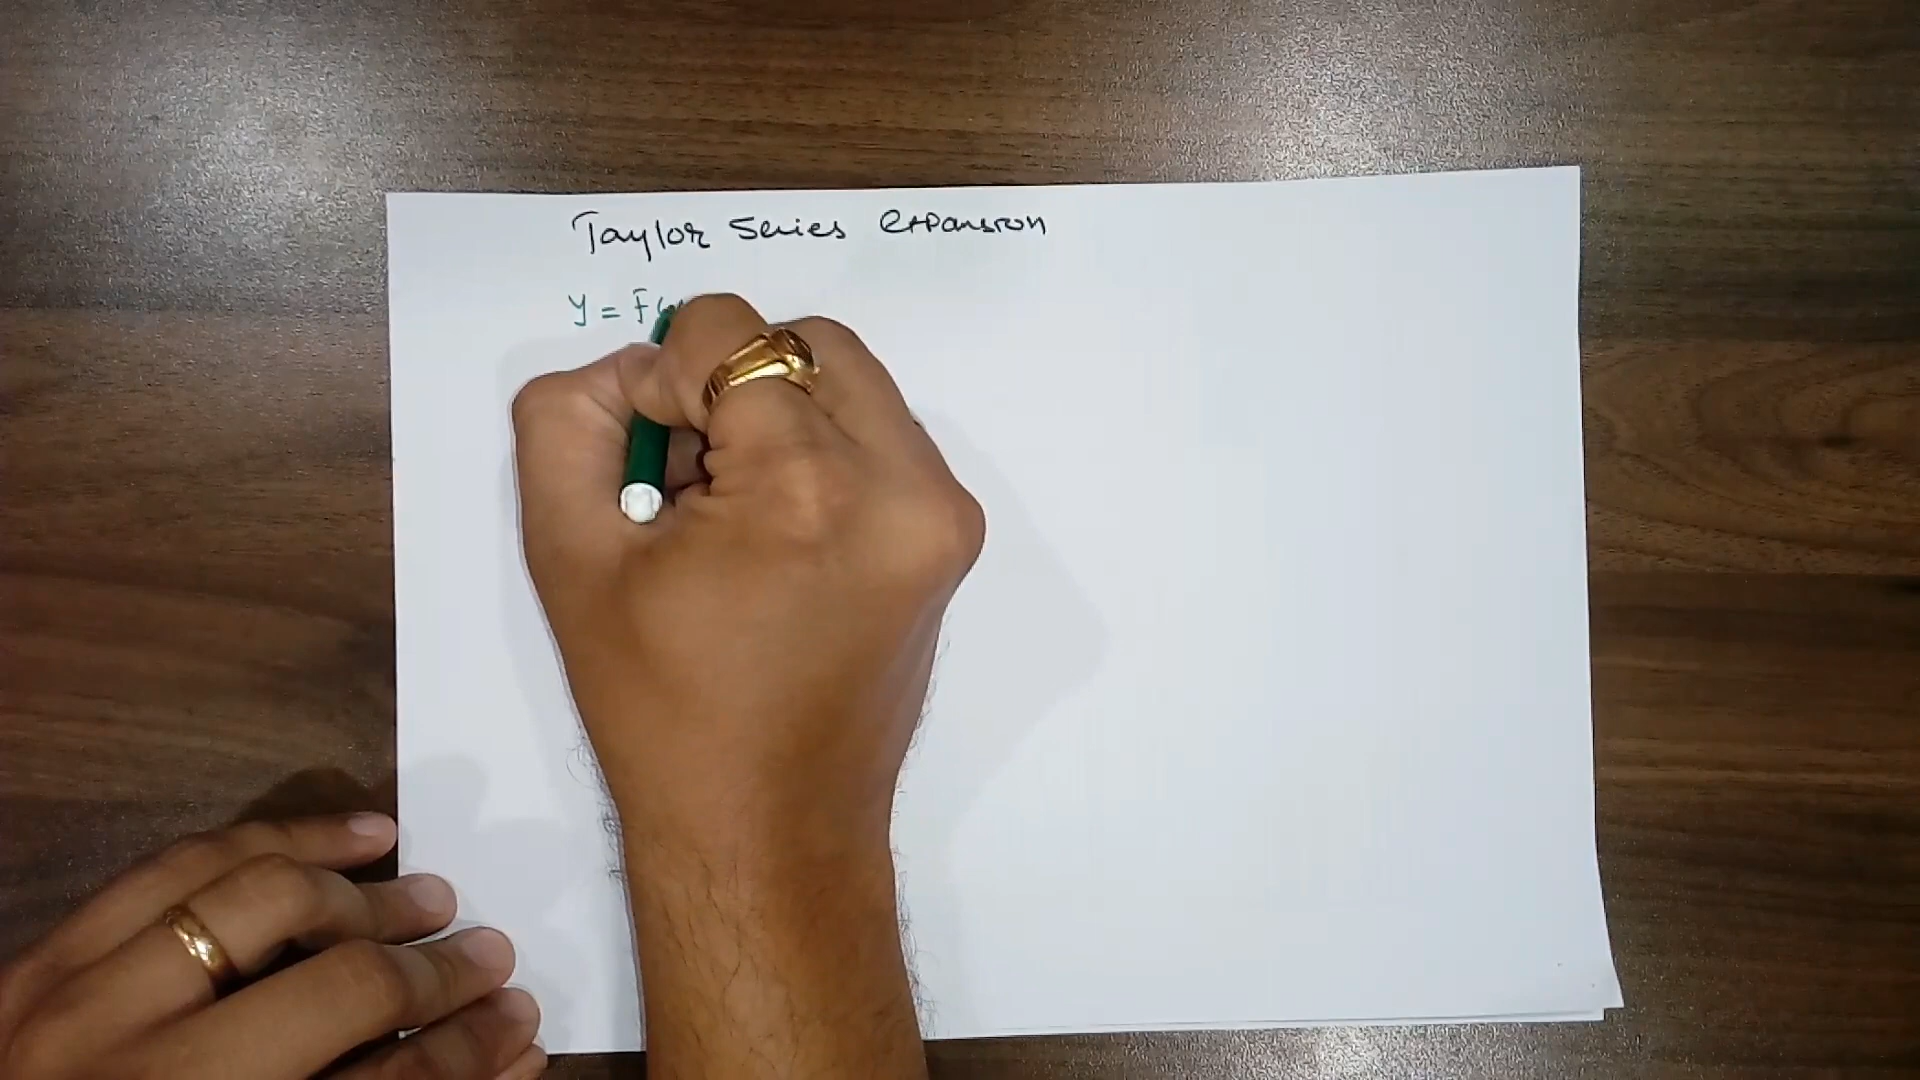 Taylor Series expansion
y = F(x